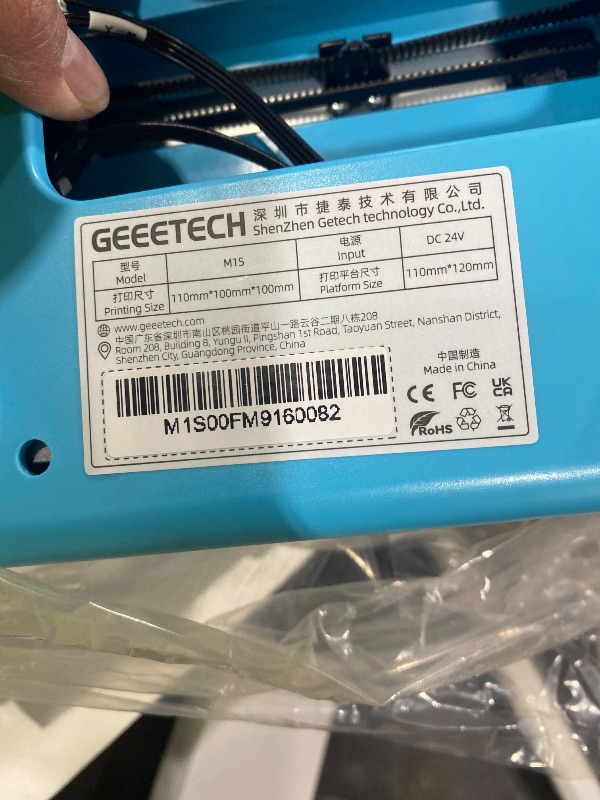 GEEETECH 深圳市捷泰技术有限公司
ShenZhen Getech technology Co.,Ltd.
型号 Model M1S 电源 Input DC 24V
打印尺寸 Printing Size 110mm*100mm*100mm 打印平台尺寸 Platform Size 110mm*120mm
www.geeetech.com
中国广东省深圳市南山区桃园街道平山一路云谷二期八栋208
Room 208, Building 8, Yungu Ii, Pingshan 1st Road, Taoyuan Street, Nanshan District,
Shenzhen City, Guangdong Province, China
中国制造
Made in China
M1S00FM9160082
CE FC UK CA
RoHS